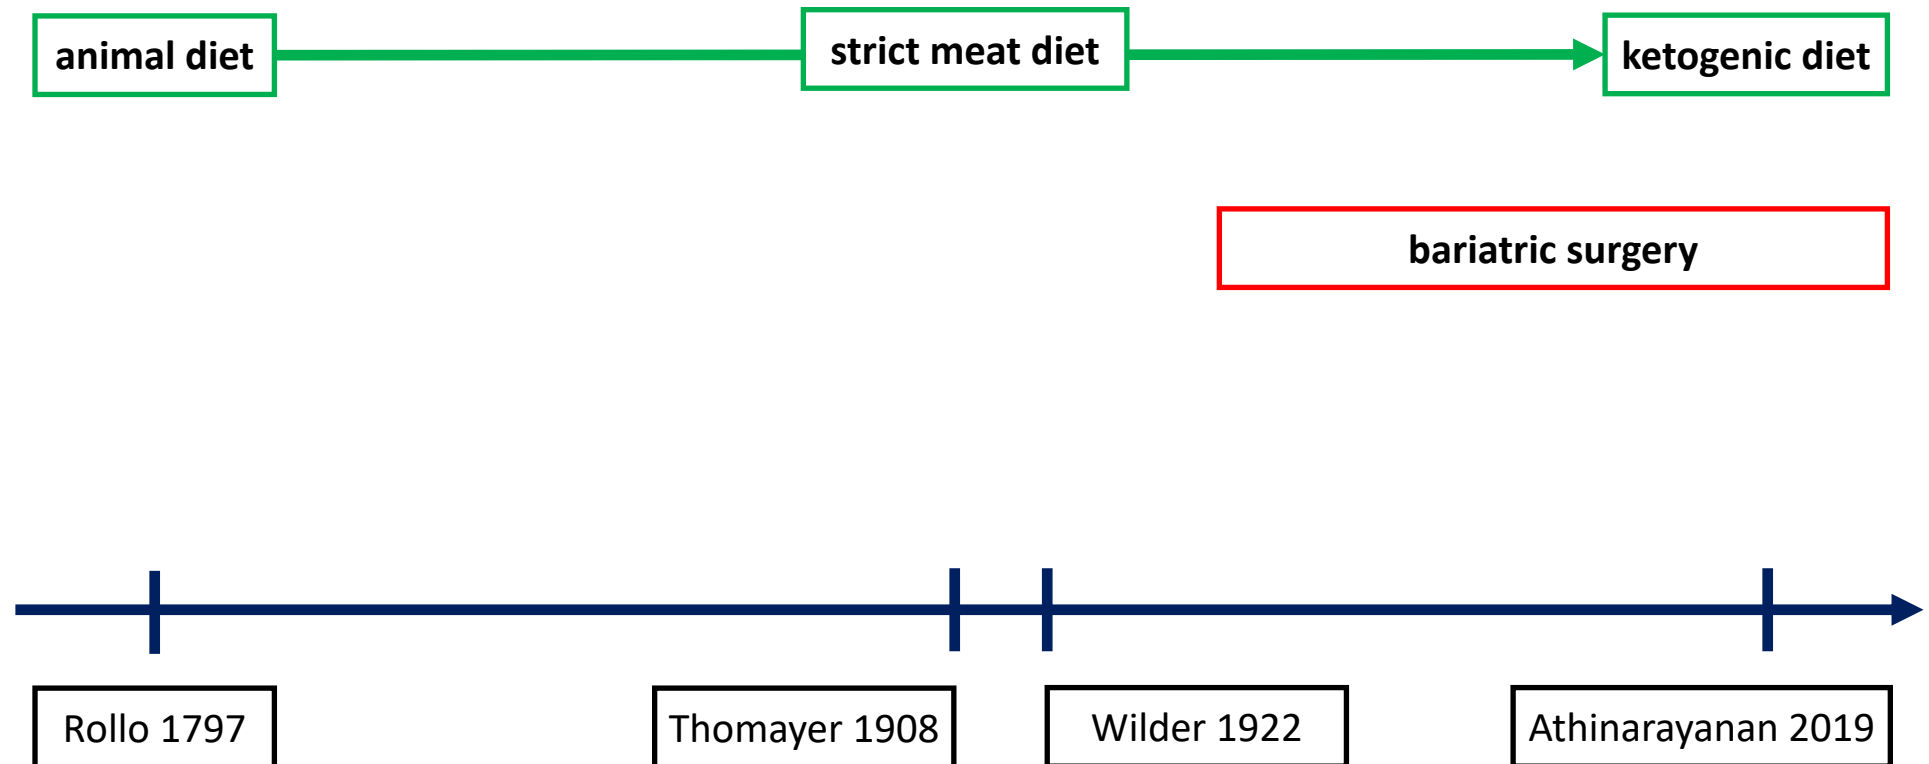 animal diet
strict meat diet
ketogenic diet
bariatric surgery
Rollo 1797
Thomayer 1908
Wilder 1922
Athinarayanan 2019